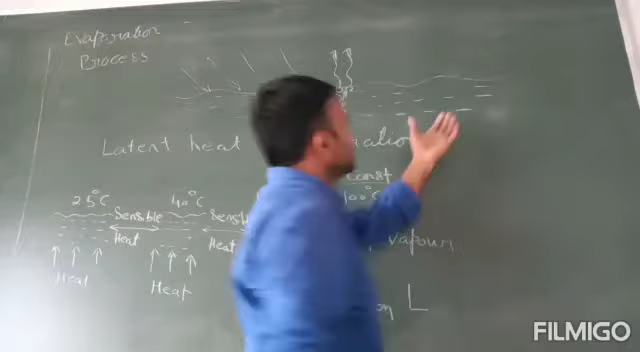 Evaporation
Process
Latent heat
25°C Sensible 40°C Sensible const
Heat Heat 100°C
vapour
Heat Heat
L
FILMIGO